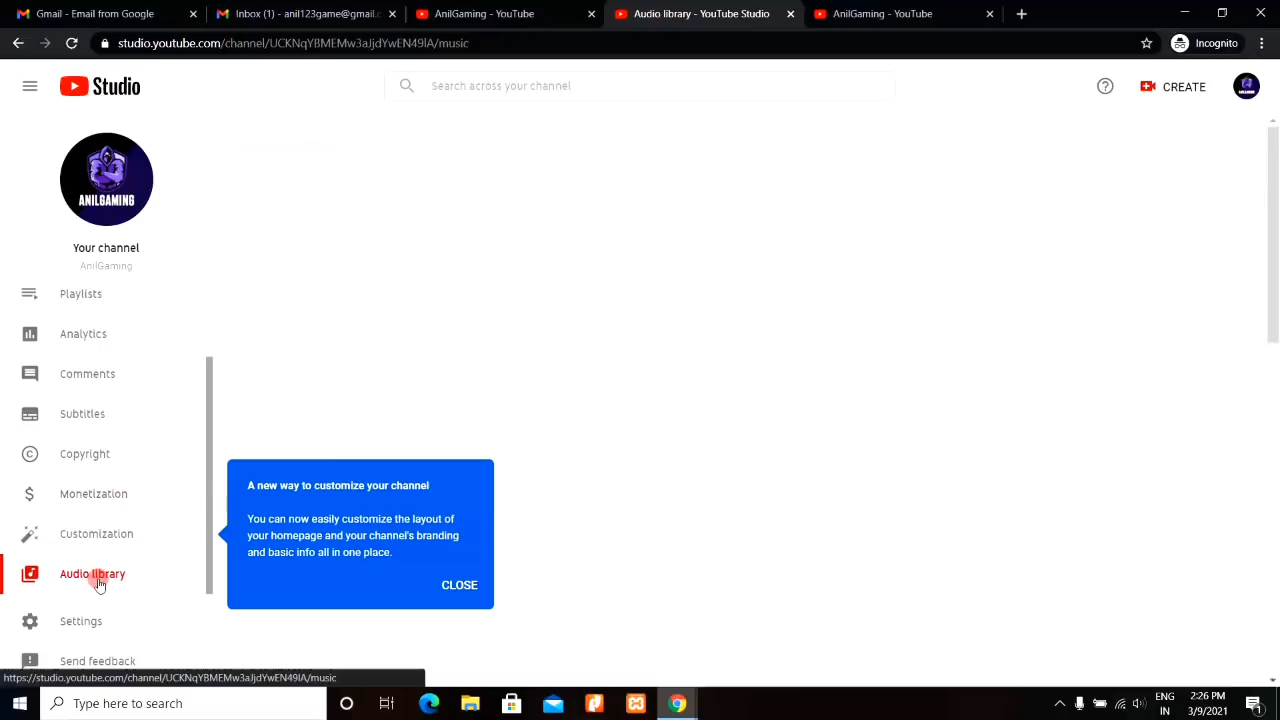 Gmail - Email from Google
Inbox (1) - anil123game@gmail.c
AnilGaming - YouTube
Audio library - YouTube Studio
AnilGaming - YouTube
studio.youtube.com/channel/UCKNqYBMEMw3aJjdYwEN49lA/music
Incognito
Studio
Search across your channel
CREATE
ANILGAMING
Your channel
AnilGaming
Playlists
Analytics
Comments
Subtitles
Copyright
Monetization
Customization
Audio library
Settings
Send feedback
A new way to customize your channel
You can now easily customize the layout of
your homepage and your channel's branding
and basic info all in one place.
CLOSE
https://studio.youtube.com/channel/UCKNqYBMEMw3aJjdYwEN49lA/music
Type here to search
ENG
IN
2:26 PM
3/9/2021